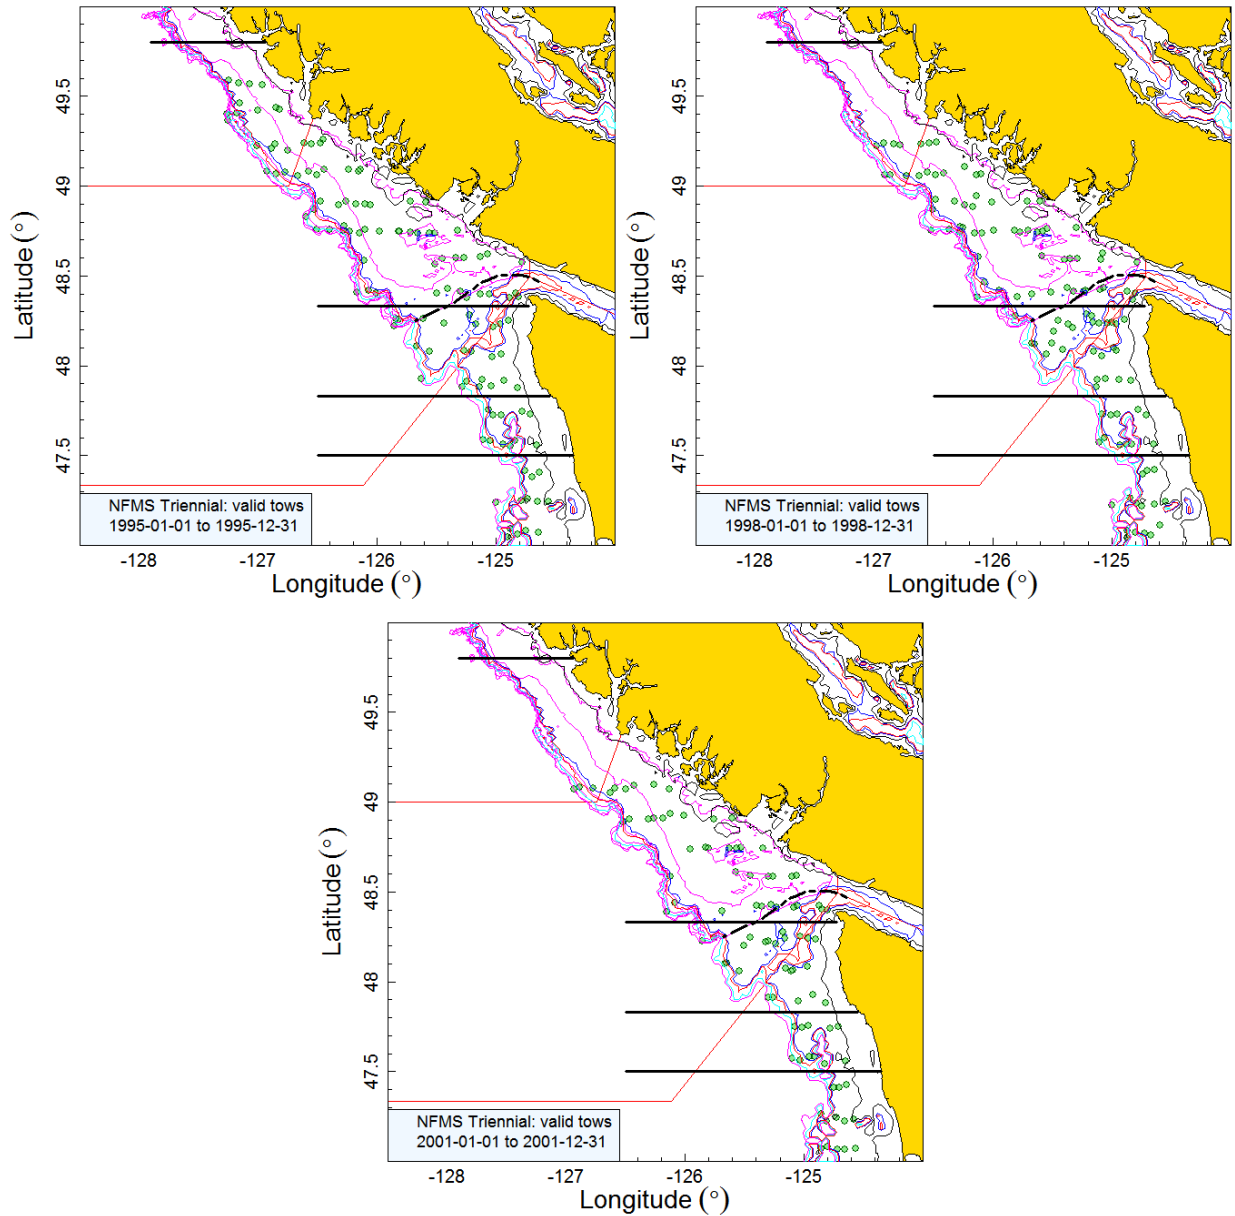 49.5
49
48.5
48
47.5
Latitude (°)
NFMS Triennial: valid tows
1995-01-01 to 1995-12-31
-128
-127
-126
-125
Longitude (°)
49.5
49
48.5
48
47.5
Latitude (°)
NFMS Triennial: valid tows
1998-01-01 to 1998-12-31
-128
-127
-126
-125
Longitude (°)
49.5
49
48.5
48
47.5
Latitude (°)
NFMS Triennial: valid tows
2001-01-01 to 2001-12-31
-128
-127
-126
-125
Longitude (°)